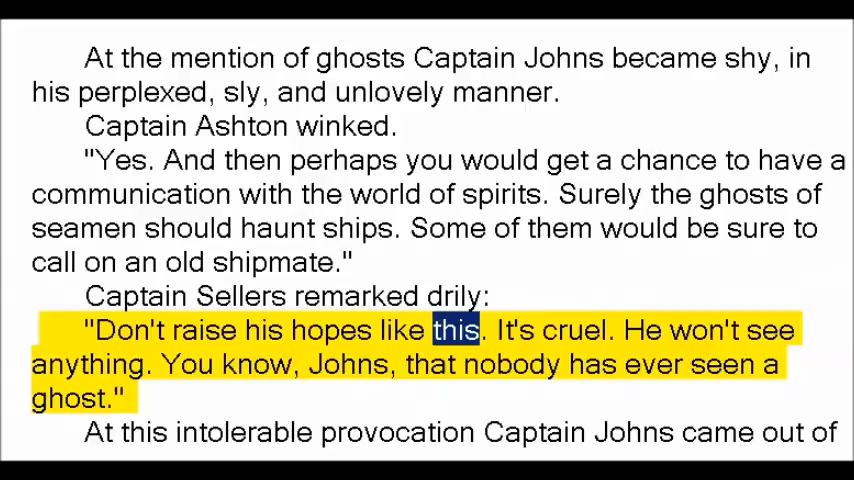 At the mention of ghosts Captain Johns became shy, in
his perplexed, sly, and unlovely manner.
Captain Ashton winked.
"Yes. And then perhaps you would get a chance to have a
communication with the world of spirits. Surely the ghosts of
seamen should haunt ships. Some of them would be sure to
call on an old shipmate."
Captain Sellers remarked drily:
"Don't raise his hopes like this. It's cruel. He won't see
anything. You know, Johns, that nobody has ever seen a
ghost."
At this intolerable provocation Captain Johns came out of